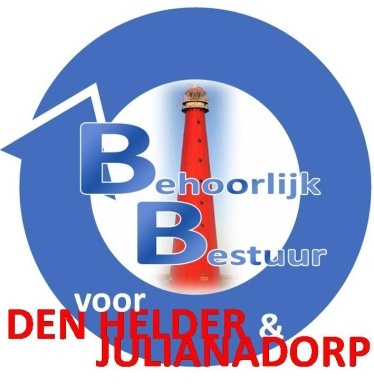 Behoorlijk
Bestuur
voor
DEN HELDER &
JULIANADORP